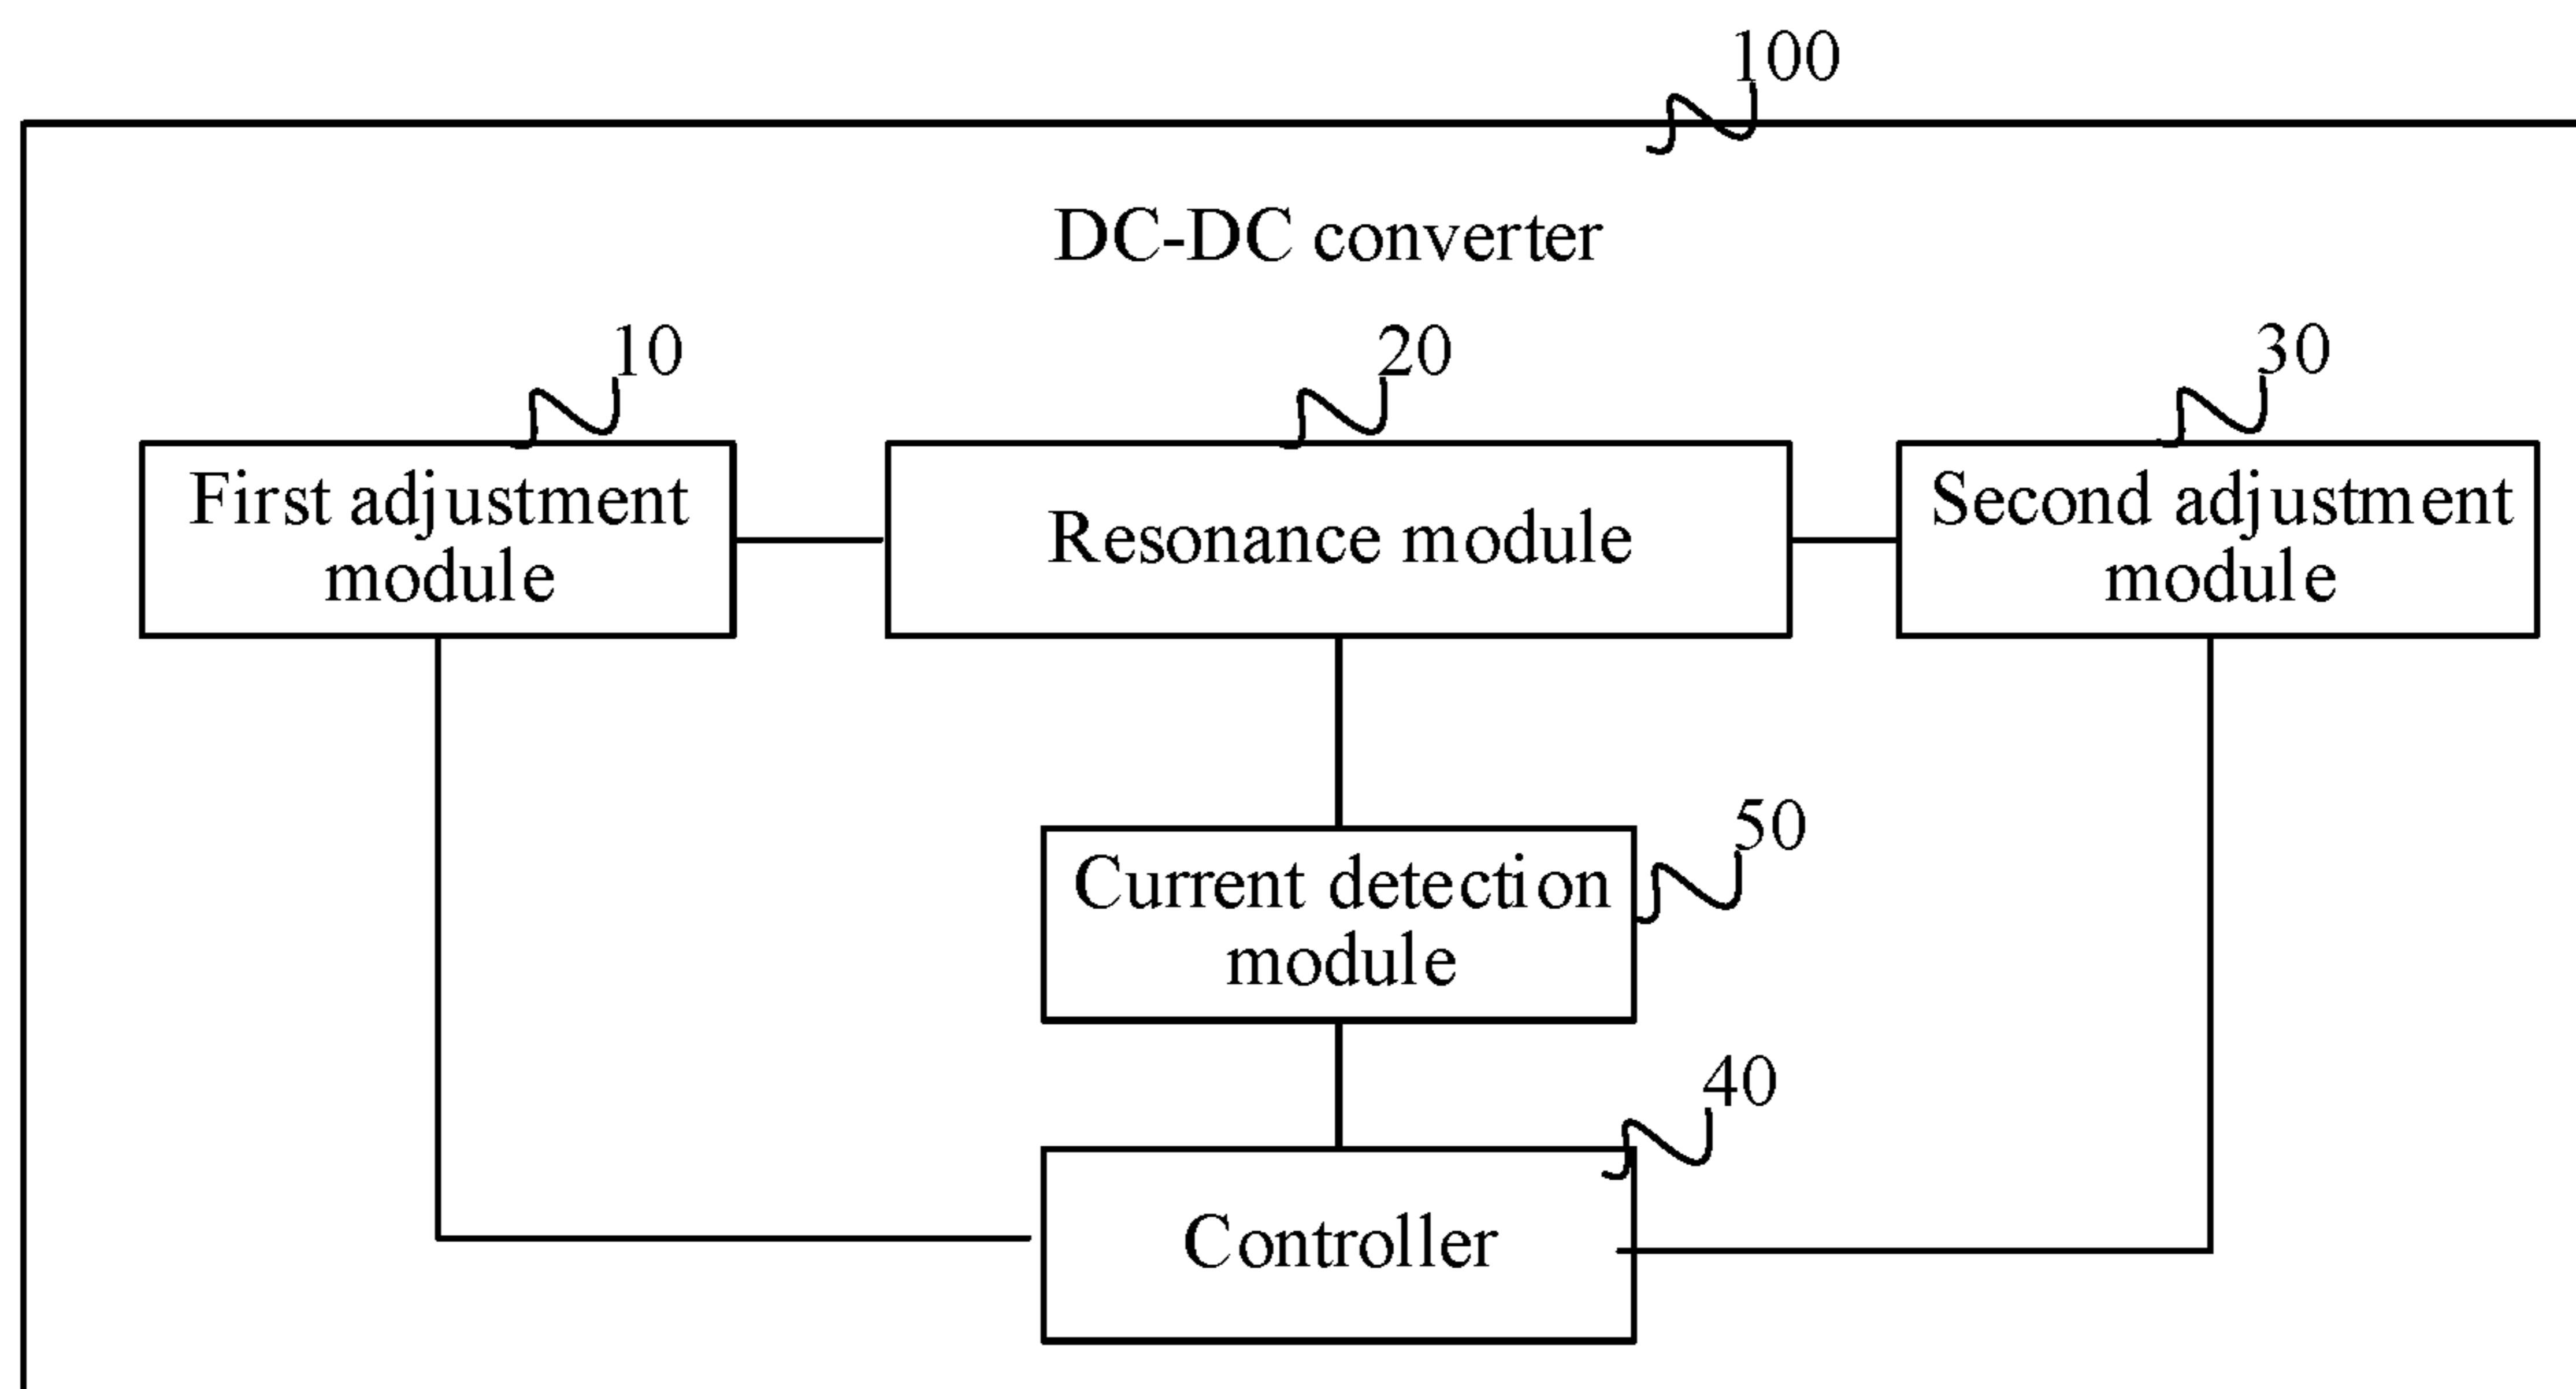 100
DC-DC converter
10
20
30
First adjustment
module
Resonance module
Second adjustment
module
50
Current detection
module
40
Controller